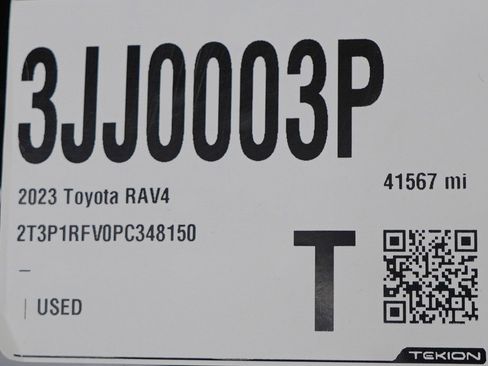 3JJ0003P
41567 mi
2023 Toyota RAV4
2T3P1RFV0PC348150
–
| USED
T
TEKION